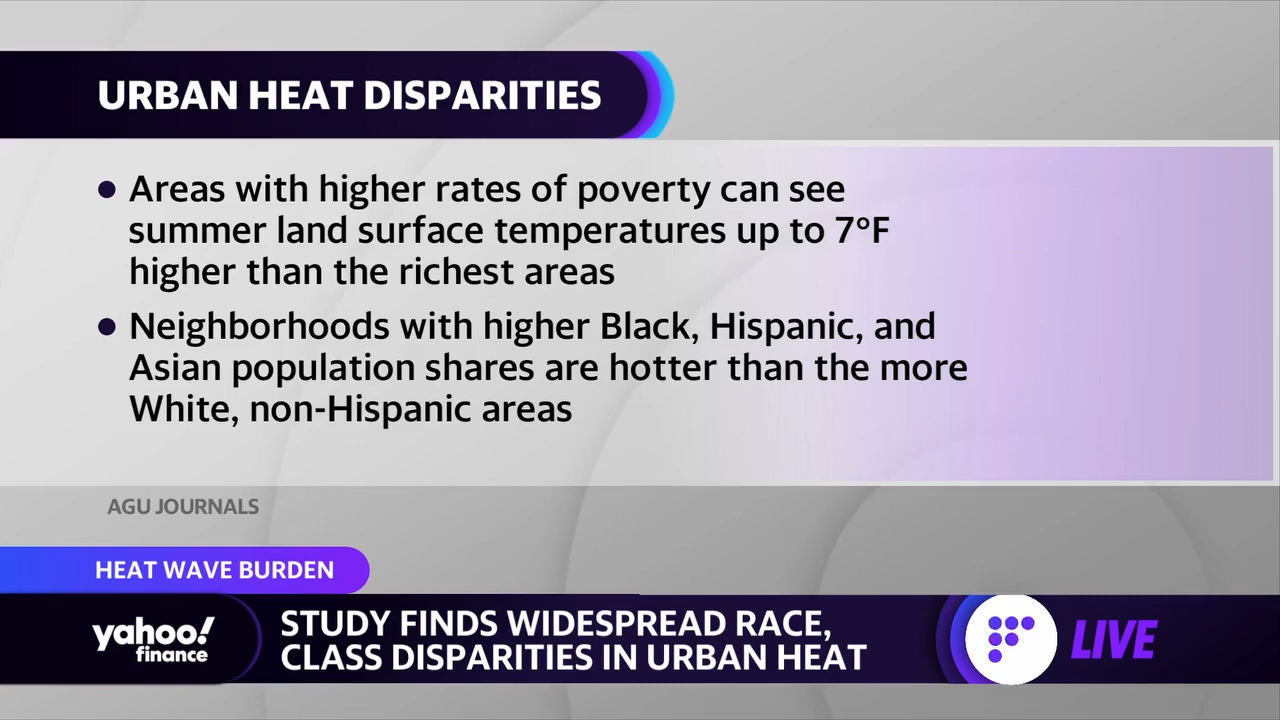 URBAN HEAT DISPARITIES
• Areas with higher rates of poverty can see
summer land surface temperatures up to 7°F
higher than the richest areas
• Neighborhoods with higher Black, Hispanic, and
Asian population shares are hotter than the more
White, non-Hispanic areas
AGU JOURNALS
HEAT WAVE BURDEN
yahoo!
finance
STUDY FINDS WIDESPREAD RACE,
CLASS DISPARITIES IN URBAN HEAT
LIVE